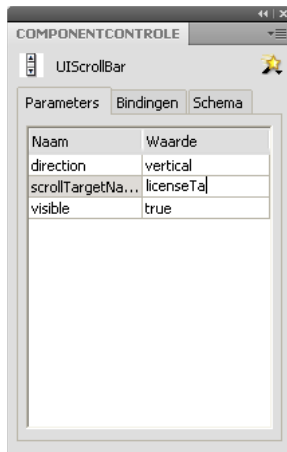 COMPONENTCONTROLE
UIScrollBar
Parameters Bindingen Schema
Naam Waarde
direction vertical
scrollTargetNa... licenseTa
visible true